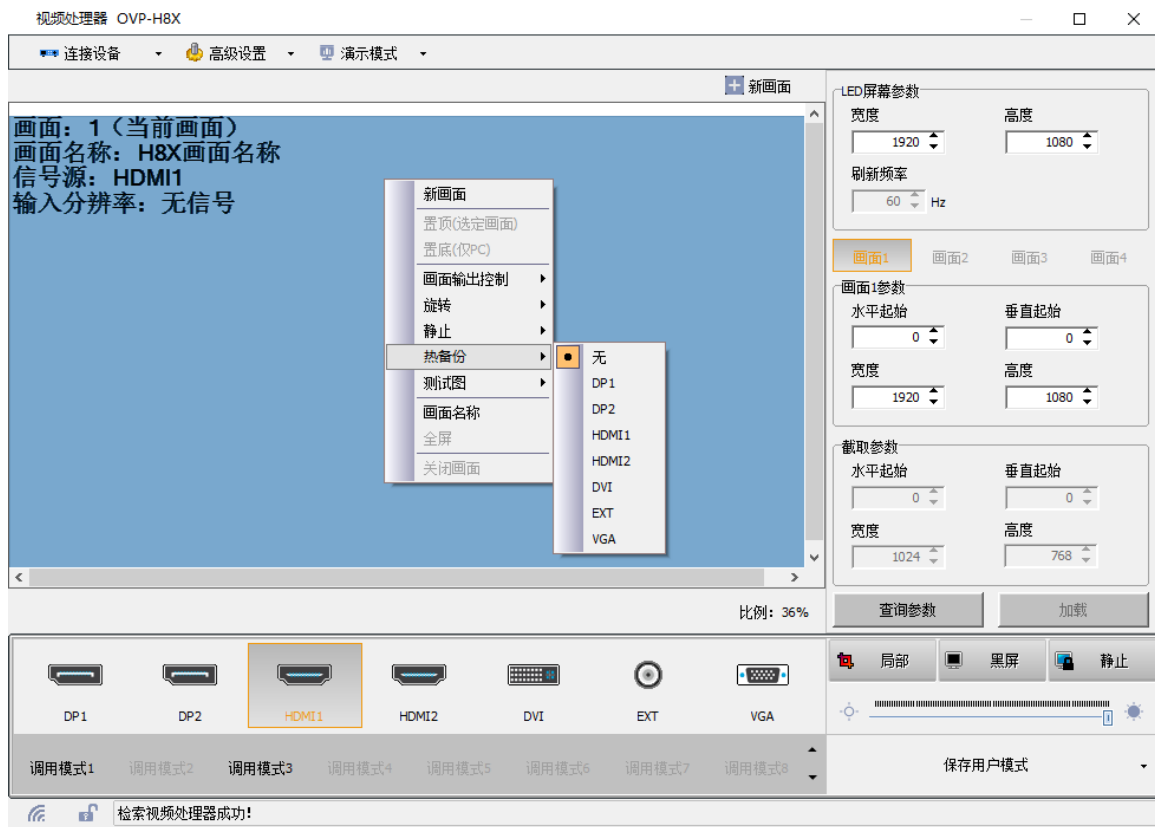 视频处理器 OVP-H8X
连接设备 高级设置 演示模式
新画面
画面：1（当前画面）
画面名称：H8X画面名称
信号源：HDMI1
输入分辨率：无信号
新画面
置顶(选定画面)
置底(仅PC)
画面输出控制
旋转
静止
热备份
测试图
画面名称
全屏
关闭画面
无
DP1
DP2
HDMI1
HDMI2
DVI
EXT
VGA
比例：36%
LED屏幕参数
宽度 高度
1920 1080
刷新频率
60 Hz
画面1 画面2 画面3 画面4
画面1参数
水平起始 垂直起始
0 0
宽度 高度
1920 1080
截取参数
水平起始 垂直起始
0 0
宽度 高度
1024 768
查询参数 加载
DP1 DP2 HDMI1 HDMI2 DVI EXT VGA
局部 黑屏 静止
调用模式1 调用模式2 调用模式3 调用模式4 调用模式5 调用模式6 调用模式7 调用模式8
保存用户模式
检索视频处理器成功!